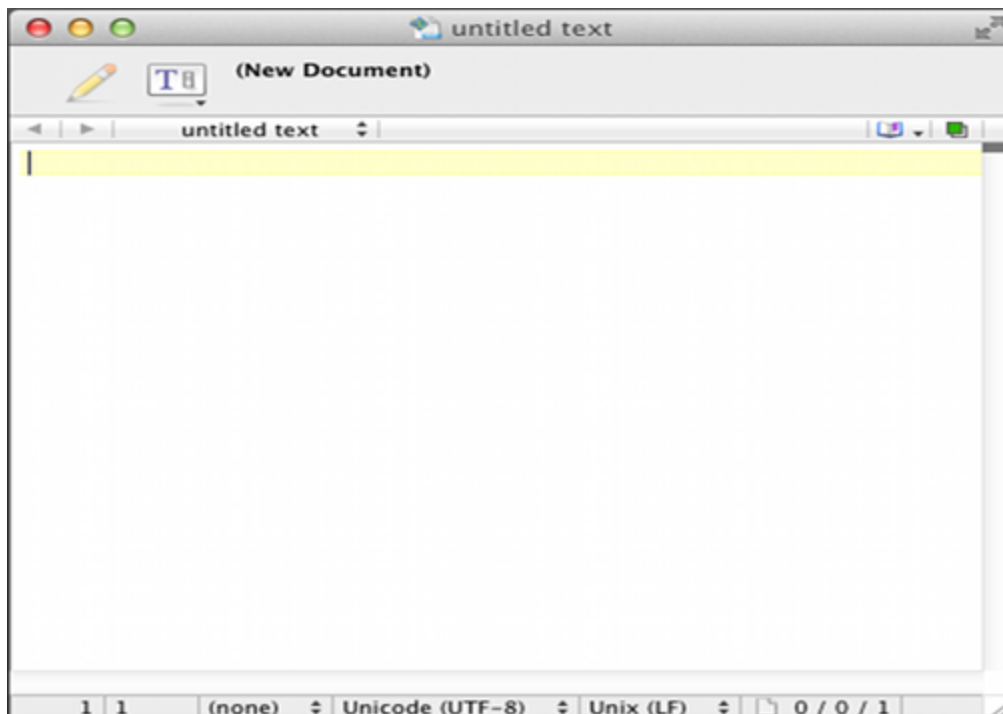 untitled text
T
(New Document)
untitled text
1 1 (none) Unicode (UTF-8) Unix (LF) 0 / 0 / 1